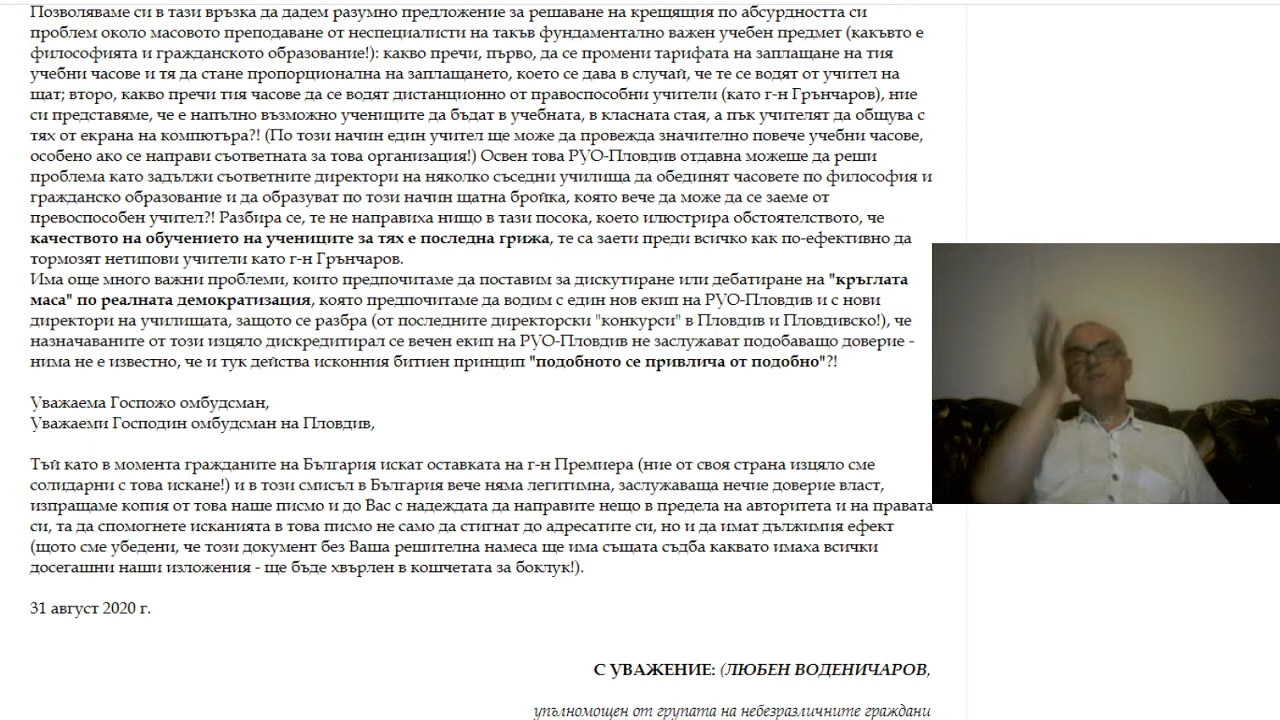 Позволяваме си в тази връзка да дадем разумно предложение за решаване на крещящия по абсурдността си
проблем около масовото преподаване от неспециалисти на такъв фундаментално важен учебен предмет (какъвто е
философията и гражданското образование!): какво пречи, първо, да се промени тарифата на заплащане на тия
учебни часове и тя да стане пропорционална на заплащането, което се дава в случай, че те се водят от учител на
щат; второ, какво пречи тия часове да се водят дистанционно от правоспособни учители (като г-н Грънчаров), ние
си представяме, че е напълно възможно учениците да бъдат в учебната, в класната стая, а пък учителят да общува с
тях от екрана на компютъра?! (По този начин един учител ще може да провежда значително повече учебни часове,
особено ако се направи съответната за това организация!) Освен това РУО-Пловдив отдавна можеше да реши
проблема като задължи съответните директори на няколко съседни училища да обединят часовете по философия и
гражданско образование и да образуват по този начин щатна бройка, която вече да може да се заеме от
превоспособен учител?! Разбира се, те не направиха нищо в тази посока, което илюстрира обстоятелството, че
качеството на обучението на учениците за тях е последна грижа, те са заети преди всичко как по-ефективно да
тормозят нетипови учители като г-н Грънчаров.
Има още много важни проблеми, които предпочитаме да поставим за дискутиране или дебатиране на "кръглата
маса" по реалната демократизация, която предпочитаме да водим с един нов екип на РУО-Пловдив и с нови
директори на училищата, защото се разбра (от последните директорски "конкурси" в Пловдив и Пловдивско!), че
назначаваните от този изцяло дискредитирал се вечен екип на РУО-Пловдив не заслужават подобаващо доверие -
нима не е известно, че и тук действа исконния битиен принцип "подобното се привлича от подобно"?!
Уважаема Госпожо омбудсман,
Уважаеми Господин омбудсман на Пловдив,
Тъй като в момента гражданите на България искат оставката на г-н Премиера (ние от своя страна изцяло сме
солидарни с това искане!) и в този смисъл в България вече няма легитимна, заслужаваща нечие доверие власт,
изпращаме копия от това наше писмо и до Вас с надеждата да направите нещо в предела на авторитета и на правата
си, та да спомогнете исканията в това писмо не само да стигнат до адресатите си, но и да имат дължимия ефект
(щото сме убедени, че този документ без Ваша решителна намеса ще има същата съдба каквато имаха всички
досегашни наши изложения - ще бъде хвърлен в кошчетата за боклук!).
31 август 2020 г.
С УВАЖЕНИЕ: (ЛЮБЕН ВОДЕНИЧАРОВ,
упълномощен от групата на небезразличните граждани